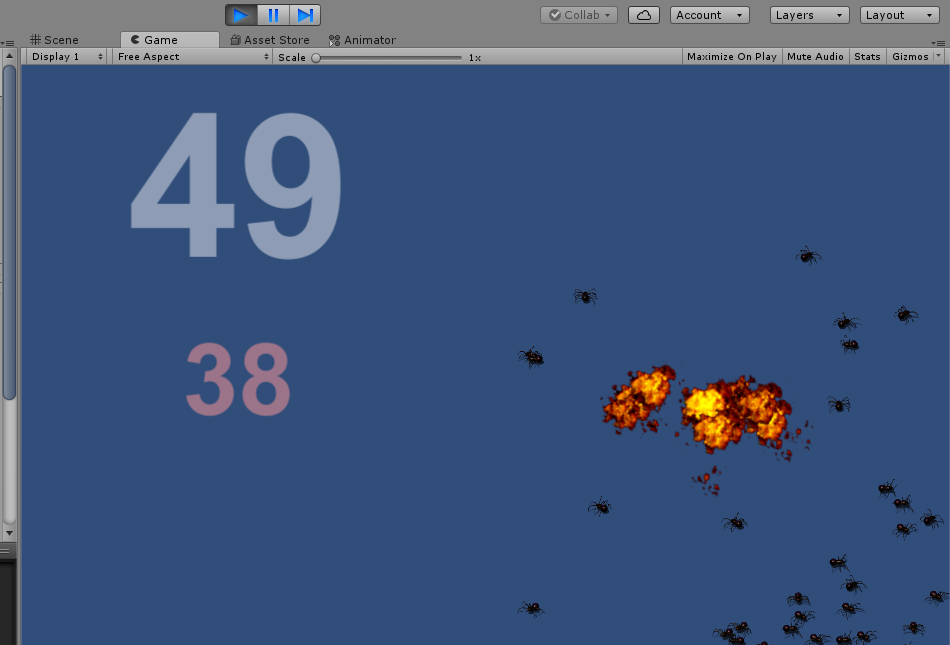 Collab Account Layers Layout
Scene Game Asset Store Animator
Display 1 Free Aspect Scale 1x Maximize On Play Mute Audio Stats Gizmos
49
38